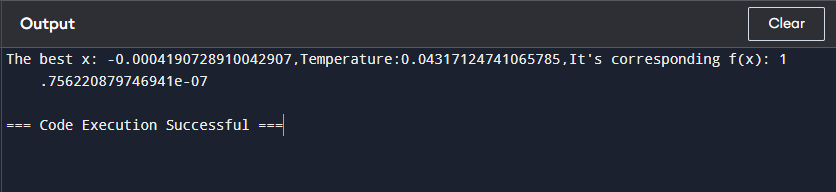 Output
Clear
The best x: -0.0004190728910042907,Temperature:0.04317124741065785,It's corresponding f(x): 1
.756220879746941e-07
=== Code Execution Successful ===